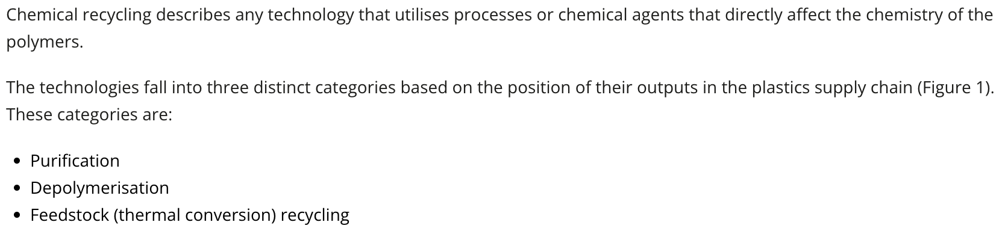 Chemical recycling describes any technology that utilises processes or chemical agents that directly affect the chemistry of the
polymers.
The technologies fall into three distinct categories based on the position of their outputs in the plastics supply chain (Figure 1).
These categories are:
• Purification
• Depolymerisation
• Feedstock (thermal conversion) recycling